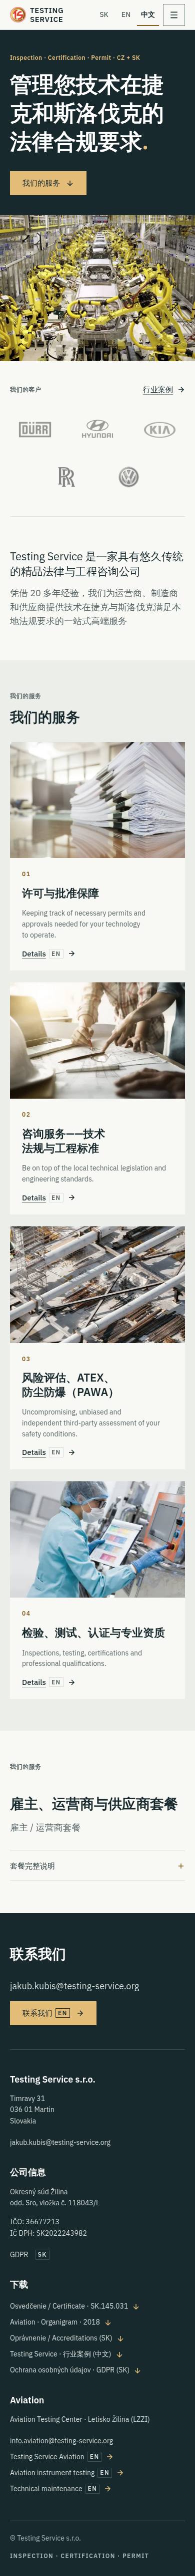 TESTING
SERVICE
SK EN 中文
Inspection · Certification · Permit · CZ + SK
管理您技术在捷
克和斯洛伐克的
法律合规要求.
我们的服务
我们的客户
行业案例
DÜRR
HYUNDAI
KIA
Testing Service 是一家具有悠久传统
的精品法律与工程咨询公司
凭借 20 多年经验，我们为运营商、制造商
和供应商提供技术在捷克与斯洛伐克满足本
地法规要求的一站式高端服务
我们的服务
我们的服务
01
许可与批准保障
Keeping track of necessary permits and
approvals needed for your technology
to operate.
Details EN
02
咨询服务——技术
法规与工程标准
Be on top of the local technical legislation and
engineering standards.
Details EN
03
风险评估、ATEX、
防尘防爆（PAWA）
Uncompromising, unbiased and
independent third-party assessment of your
safety conditions.
Details EN
04
检验、测试、认证与专业资质
Inspections, testing, certifications and
professional qualifications.
Details EN
我们的服务
雇主、运营商与供应商套餐
雇主 / 运营商套餐
套餐完整说明
联系我们
jakub.kubis@testing-service.org
联系我们 EN
Testing Service s.r.o.
Timravy 31
036 01 Martin
Slovakia
jakub.kubis@testing-service.org
公司信息
Okresný súd Žilina
odd. Sro, vložka č. 118043/L
IČO: 36677213
IČ DPH: SK2022243982
GDPR SK
下载
Osvedčenie / Certificate · SK.145.031
Aviation · Organigram · 2018
Oprávnenie / Accreditations (SK)
Testing Service · 行业案例 (中文)
Ochrana osobných údajov · GDPR (SK)
Aviation
Aviation Testing Center · Letisko Žilina (LZZI)
info.aviation@testing-service.org
Testing Service Aviation EN
Aviation instrument testing EN
Technical maintenance EN
© Testing Service s.r.o.
INSPECTION · CERTIFICATION · PERMIT